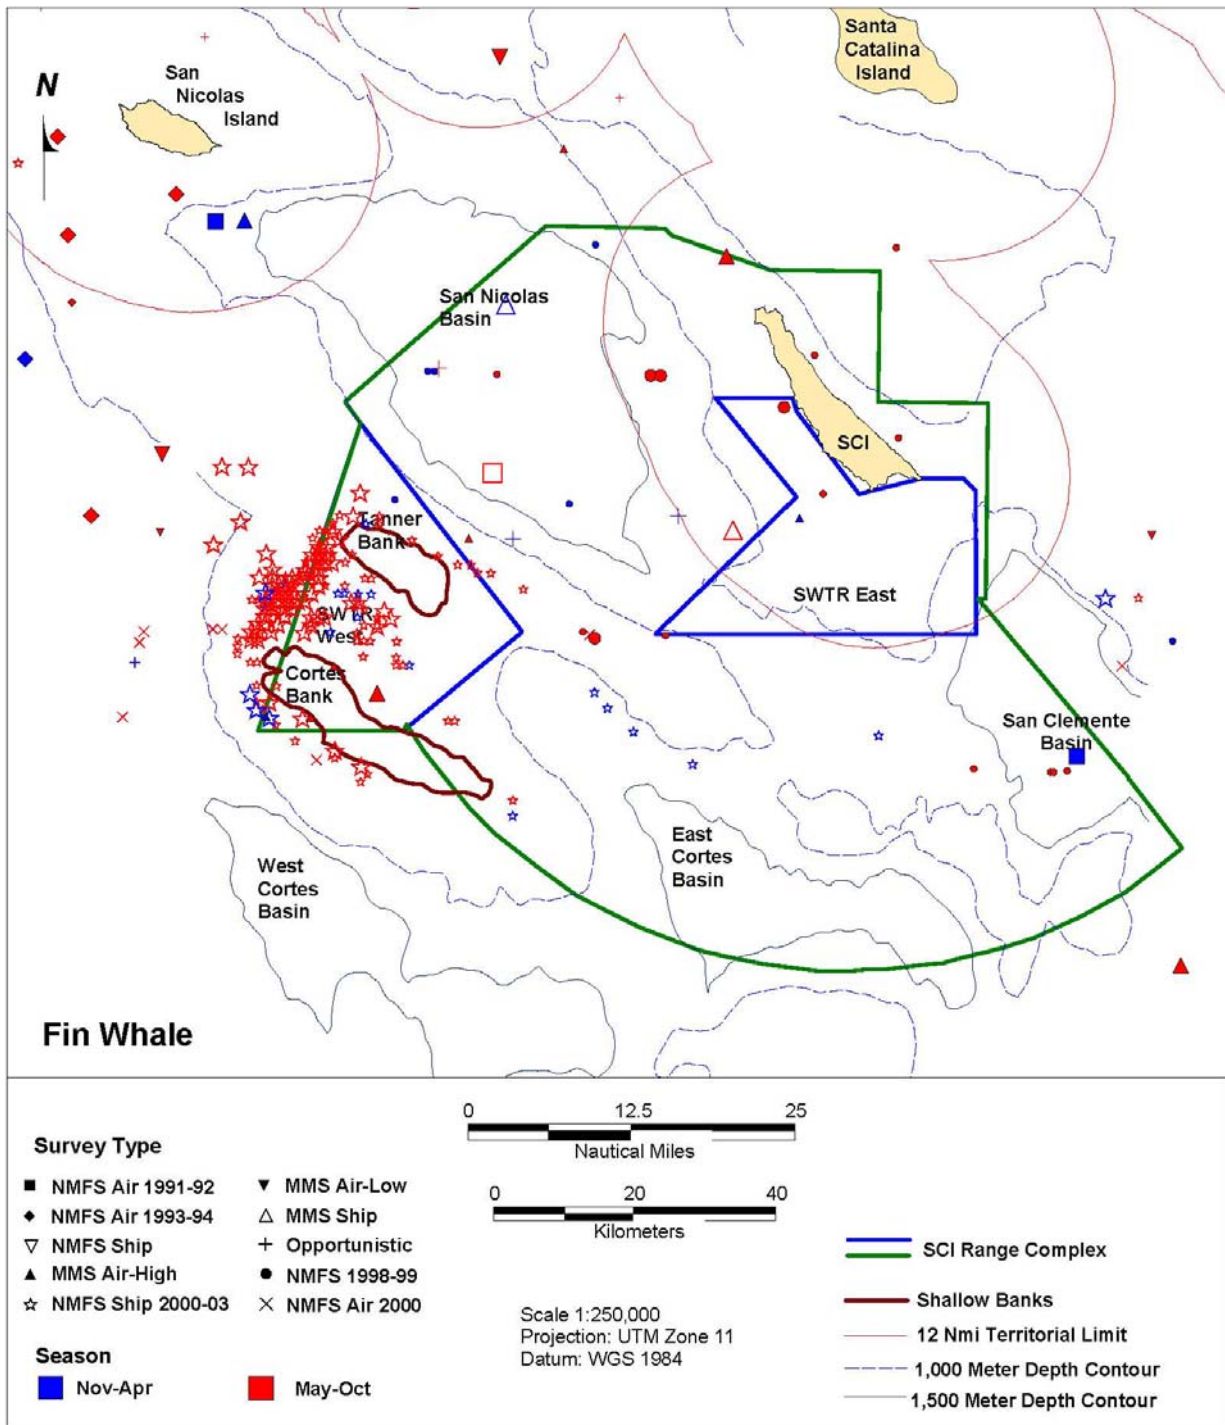 Santa
Catalina
Island
San
Nicolas
Island
N
San Nicolas
Basin
SCI
Tanner
Bank
SWTR East
SWTR
West
Cortes
Bank
San Clemente
Basin
East
Cortes
Basin
West
Cortes
Basin
Fin Whale
0 12.5 25
Nautical Miles
0 20 40
Kilometers
Survey Type
NMFS Air 1991-92
NMFS Air 1993-94
NMFS Ship
MMS Air-High
NMFS Ship 2000-03
MMS Air-Low
MMS Ship
Opportunistic
NMFS 1998-99
NMFS Air 2000
Season
Nov-Apr May-Oct
Scale 1:250,000
Projection: UTM Zone 11
Datum: WGS 1984
SCI Range Complex
Shallow Banks
12 Nmi Territorial Limit
1,000 Meter Depth Contour
1,500 Meter Depth Contour